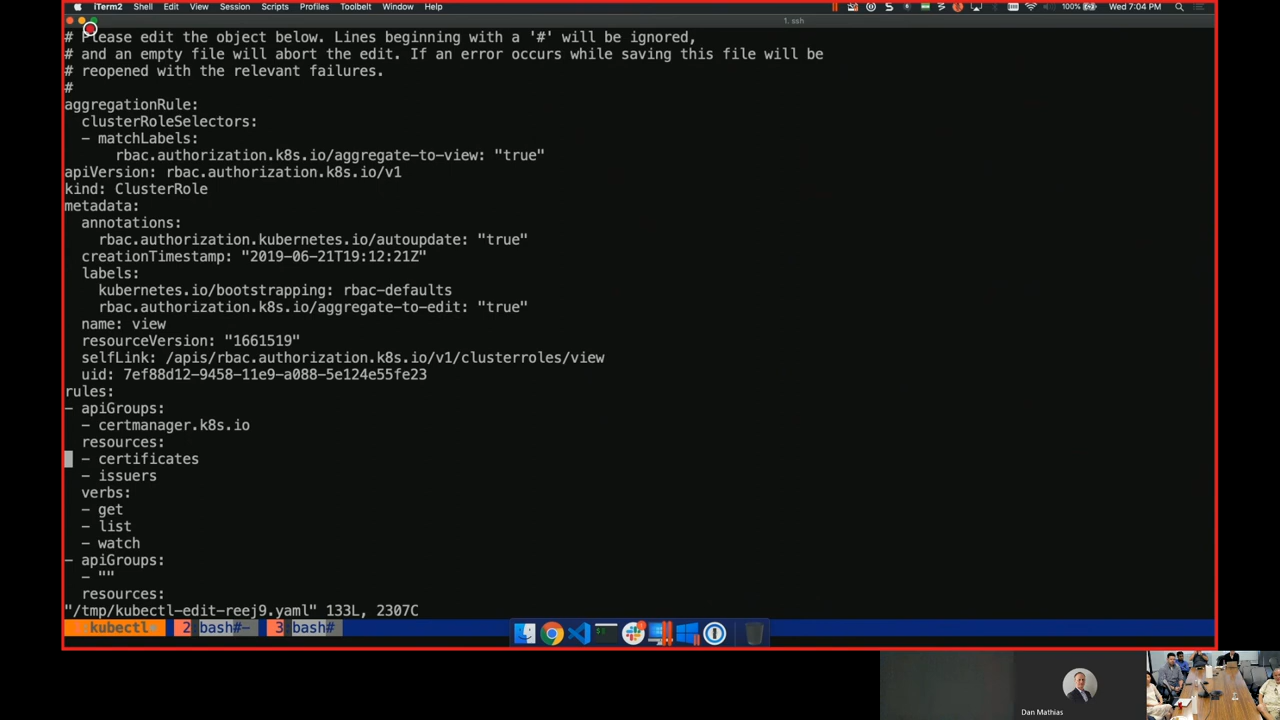 iTerm2 Shell Edit View Session Scripts Profiles Toolbelt Window Help 100% Wed 7:04 PM
1. ssh
# Please edit the object below. Lines beginning with a '#' will be ignored,
# and an empty file will abort the edit. If an error occurs while saving this file will be
# reopened with the relevant failures.
#
aggregationRule:
  clusterRoleSelectors:
  - matchLabels:
      rbac.authorization.k8s.io/aggregate-to-view: "true"
apiVersion: rbac.authorization.k8s.io/v1
kind: ClusterRole
metadata:
  annotations:
    rbac.authorization.kubernetes.io/autoupdate: "true"
  creationTimestamp: "2019-06-21T19:12:21Z"
  labels:
    kubernetes.io/bootstrapping: rbac-defaults
    rbac.authorization.k8s.io/aggregate-to-edit: "true"
  name: view
  resourceVersion: "1661519"
  selfLink: /apis/rbac.authorization.k8s.io/v1/clusterroles/view
  uid: 7ef88d12-9458-11e9-a088-5e124e55fe23
rules:
- apiGroups:
  - certmanager.k8s.io
  resources:
  - certificates
  - issuers
  verbs:
  - get
  - list
  - watch
- apiGroups:
  - ""
  resources:
"/tmp/kubectl-edit-reej9.yaml" 133L, 2307C
kubectl 2 bash#- 3 bash#
Dan Mathias